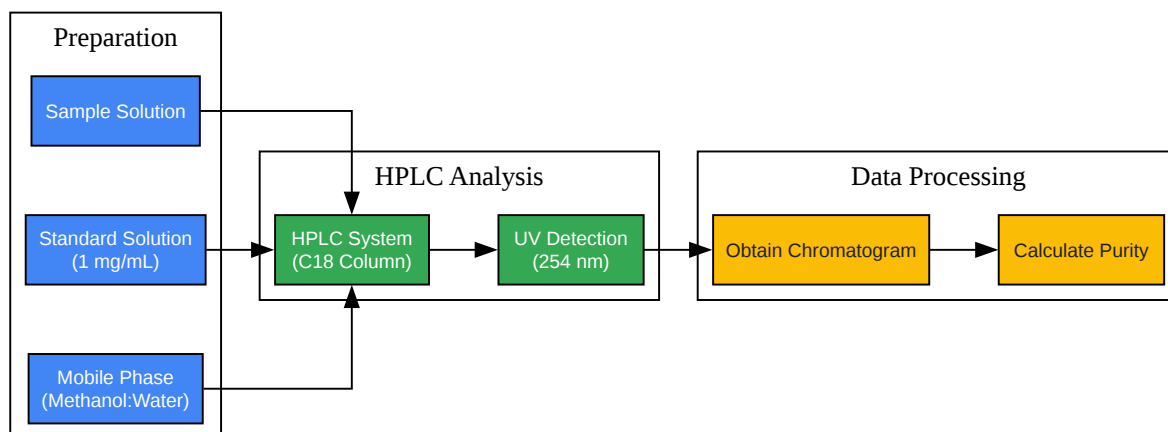 Preparation
Sample Solution
Standard Solution
(1 mg/mL)
Mobile Phase
(Methanol:Water)
HPLC Analysis
HPLC System
(C18 Column)
UV Detection
(254 nm)
Data Processing
Obtain Chromatogram
Calculate Purity